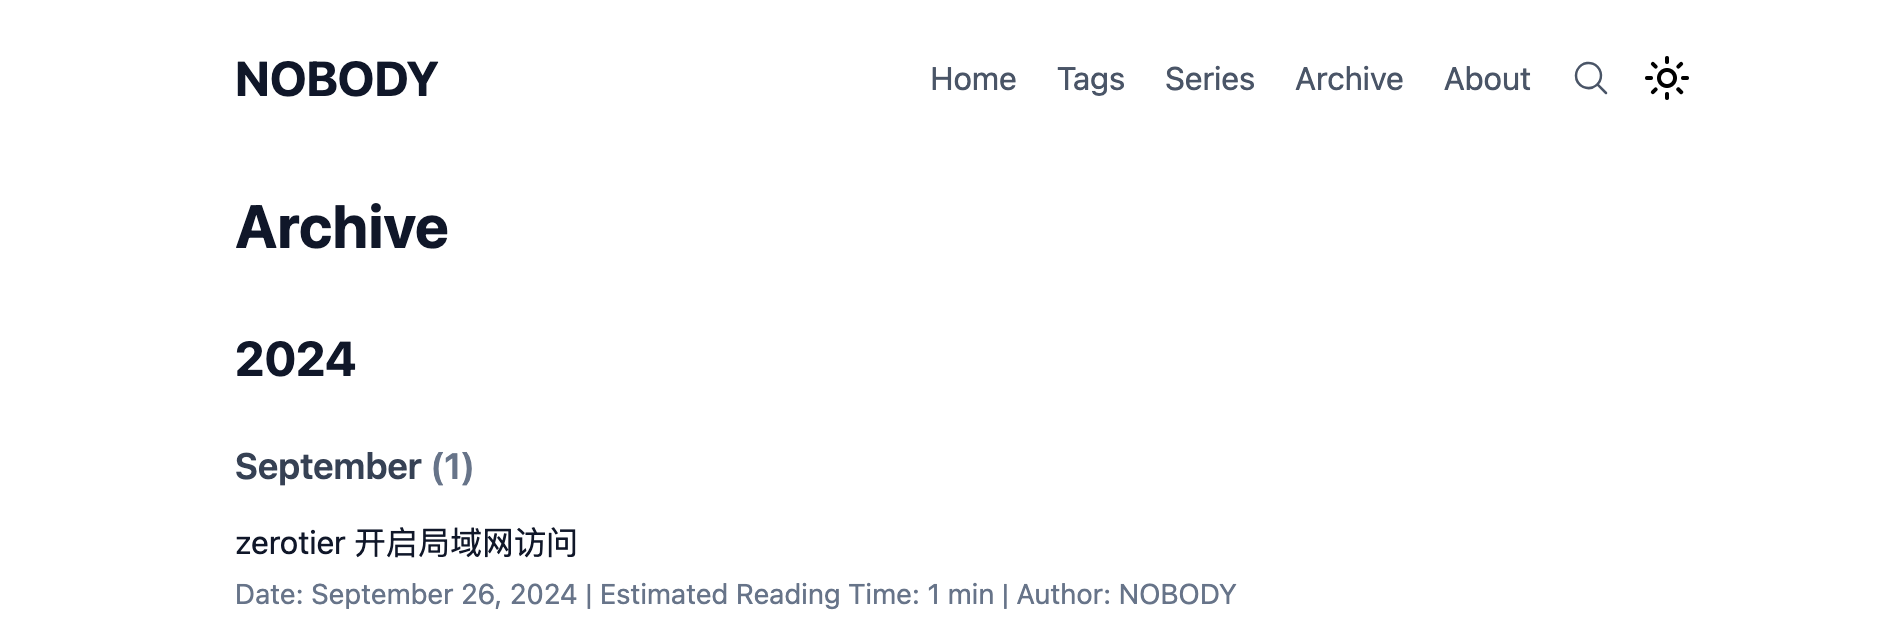 NOBODY
Home Tags Series Archive About
Archive
2024
September (1)
zerotier 开启局域网访问
Date: September 26, 2024 | Estimated Reading Time: 1 min | Author: NOBODY